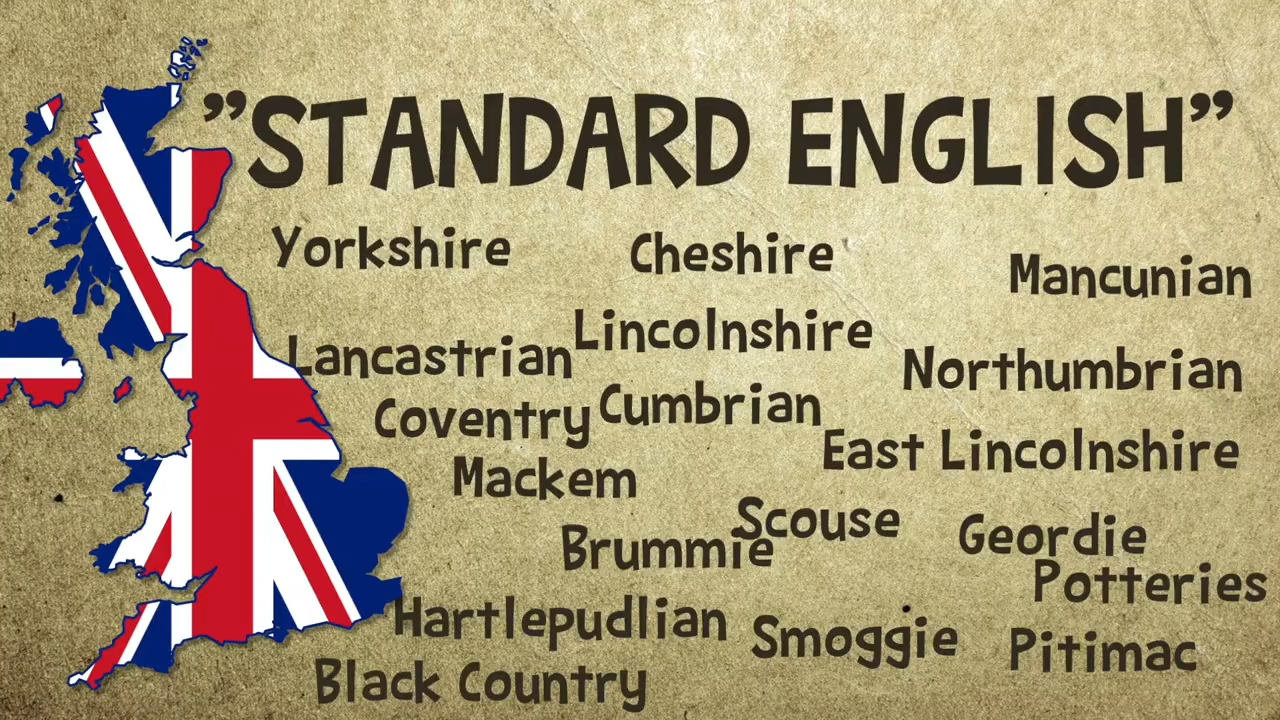 ”STANDARD ENGLISH”
Yorkshire
Cheshire
Mancunian
Lincolnshire
Lancastrian
Northumbrian
Cumbrian
Coventry
East Lincolnshire
Mackem
Scouse
Geordie
Brummie
Potteries
Hartlepudlian
Smoggie
Pitimac
Black Country